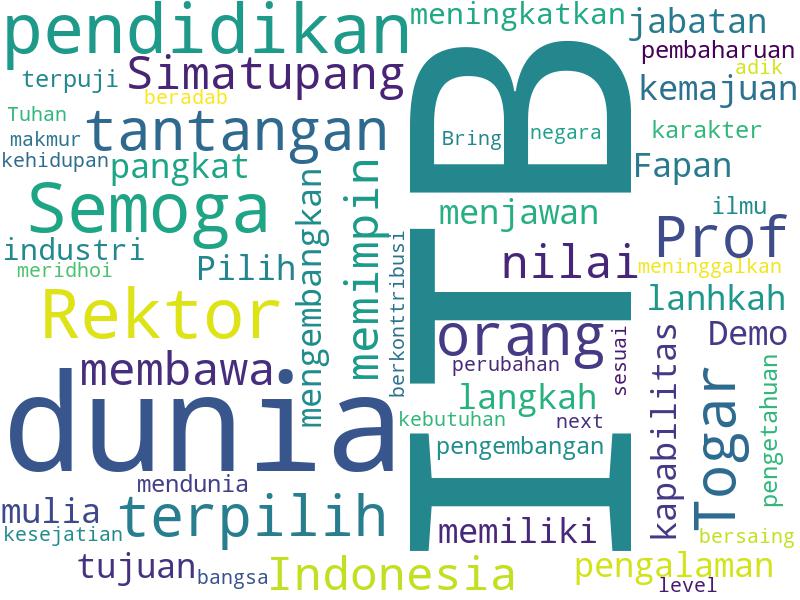 pendidikan
meningkatkan
jabatan
pembaharuan
adik
terpuji
Simatupang
kemajuan
beradab
Tuhan
tantangan
makmur
kehidupan
pangkat
ITB
Bring
negara
karakter
Fapan
Semoga
mengembangkan
memimpin
menjawan
ilmu
Prof
industri
meridhoi
Pilih
berkonttribusi
nilai
meninggalkan
Rektor
lanhkah
orang
Demo
membawa
perubahan
sesuai
kapabilitas
Togar
pengetahuan
dunia
langkah
kebutuhan
next
pengembangan
mendunia
mulia
terpilih
kesejatian
memiliki
bersaing
tujuan
bangsa
Indonesia
pengalaman
level